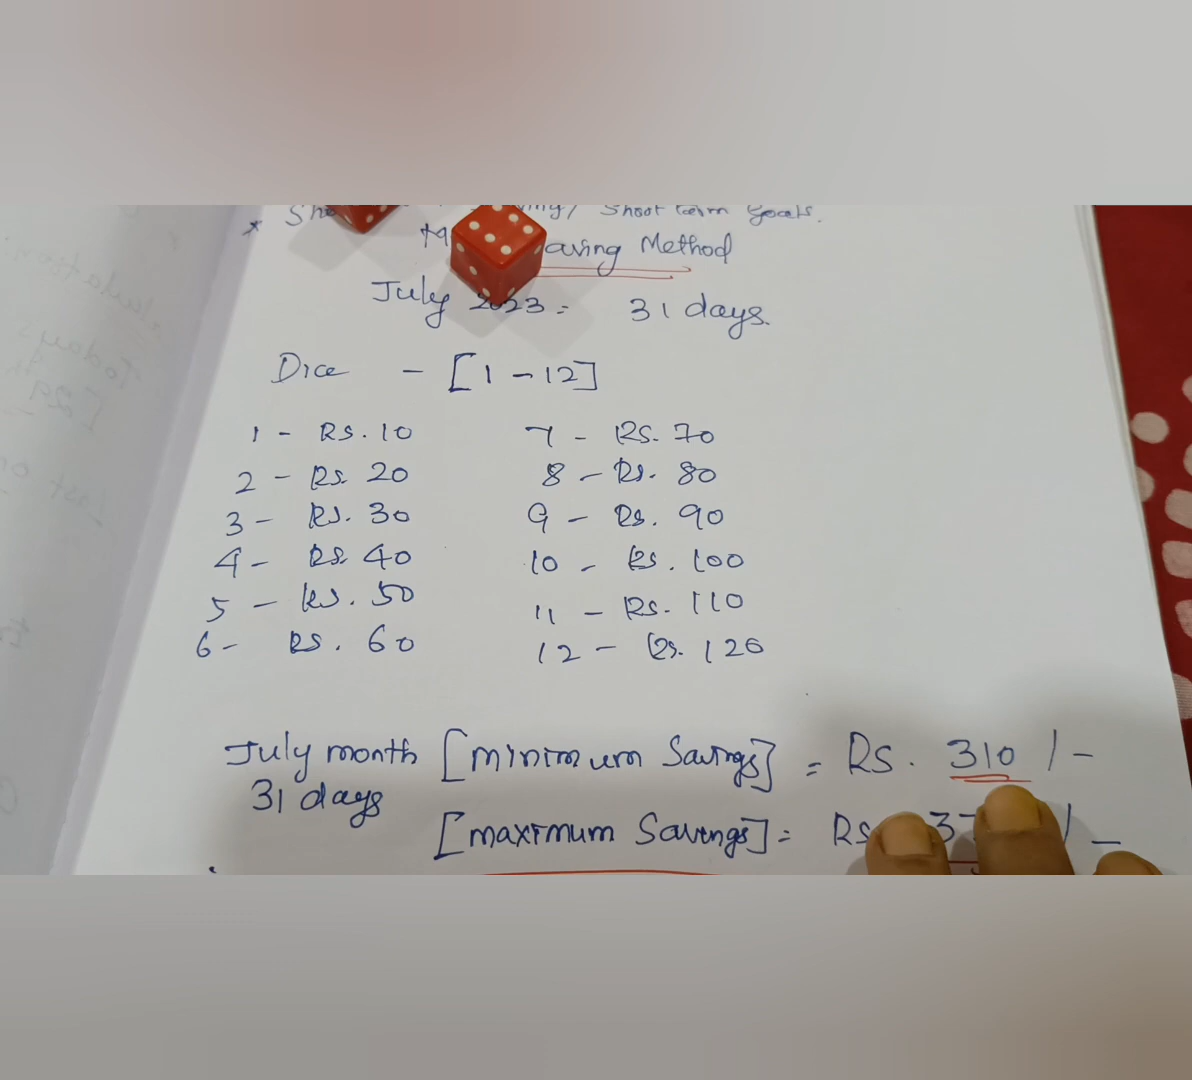 * Short term Goals.
aving Method
July 2023 = 31 days.
Dice - [1-12]
1 - Rs. 10
2 - Rs. 20
3 - Rs. 30
4 - Rs. 40
5 - Rs. 50
6 - Rs. 60
7 - Rs. 70
8 - Rs. 80
9 - Rs. 90
10 - Rs. 100
11 - Rs. 110
12 - Rs. 120
July month [minimum Savings] = Rs. 310/-
31 days
[maximum Savings] = Rs. 37 /-